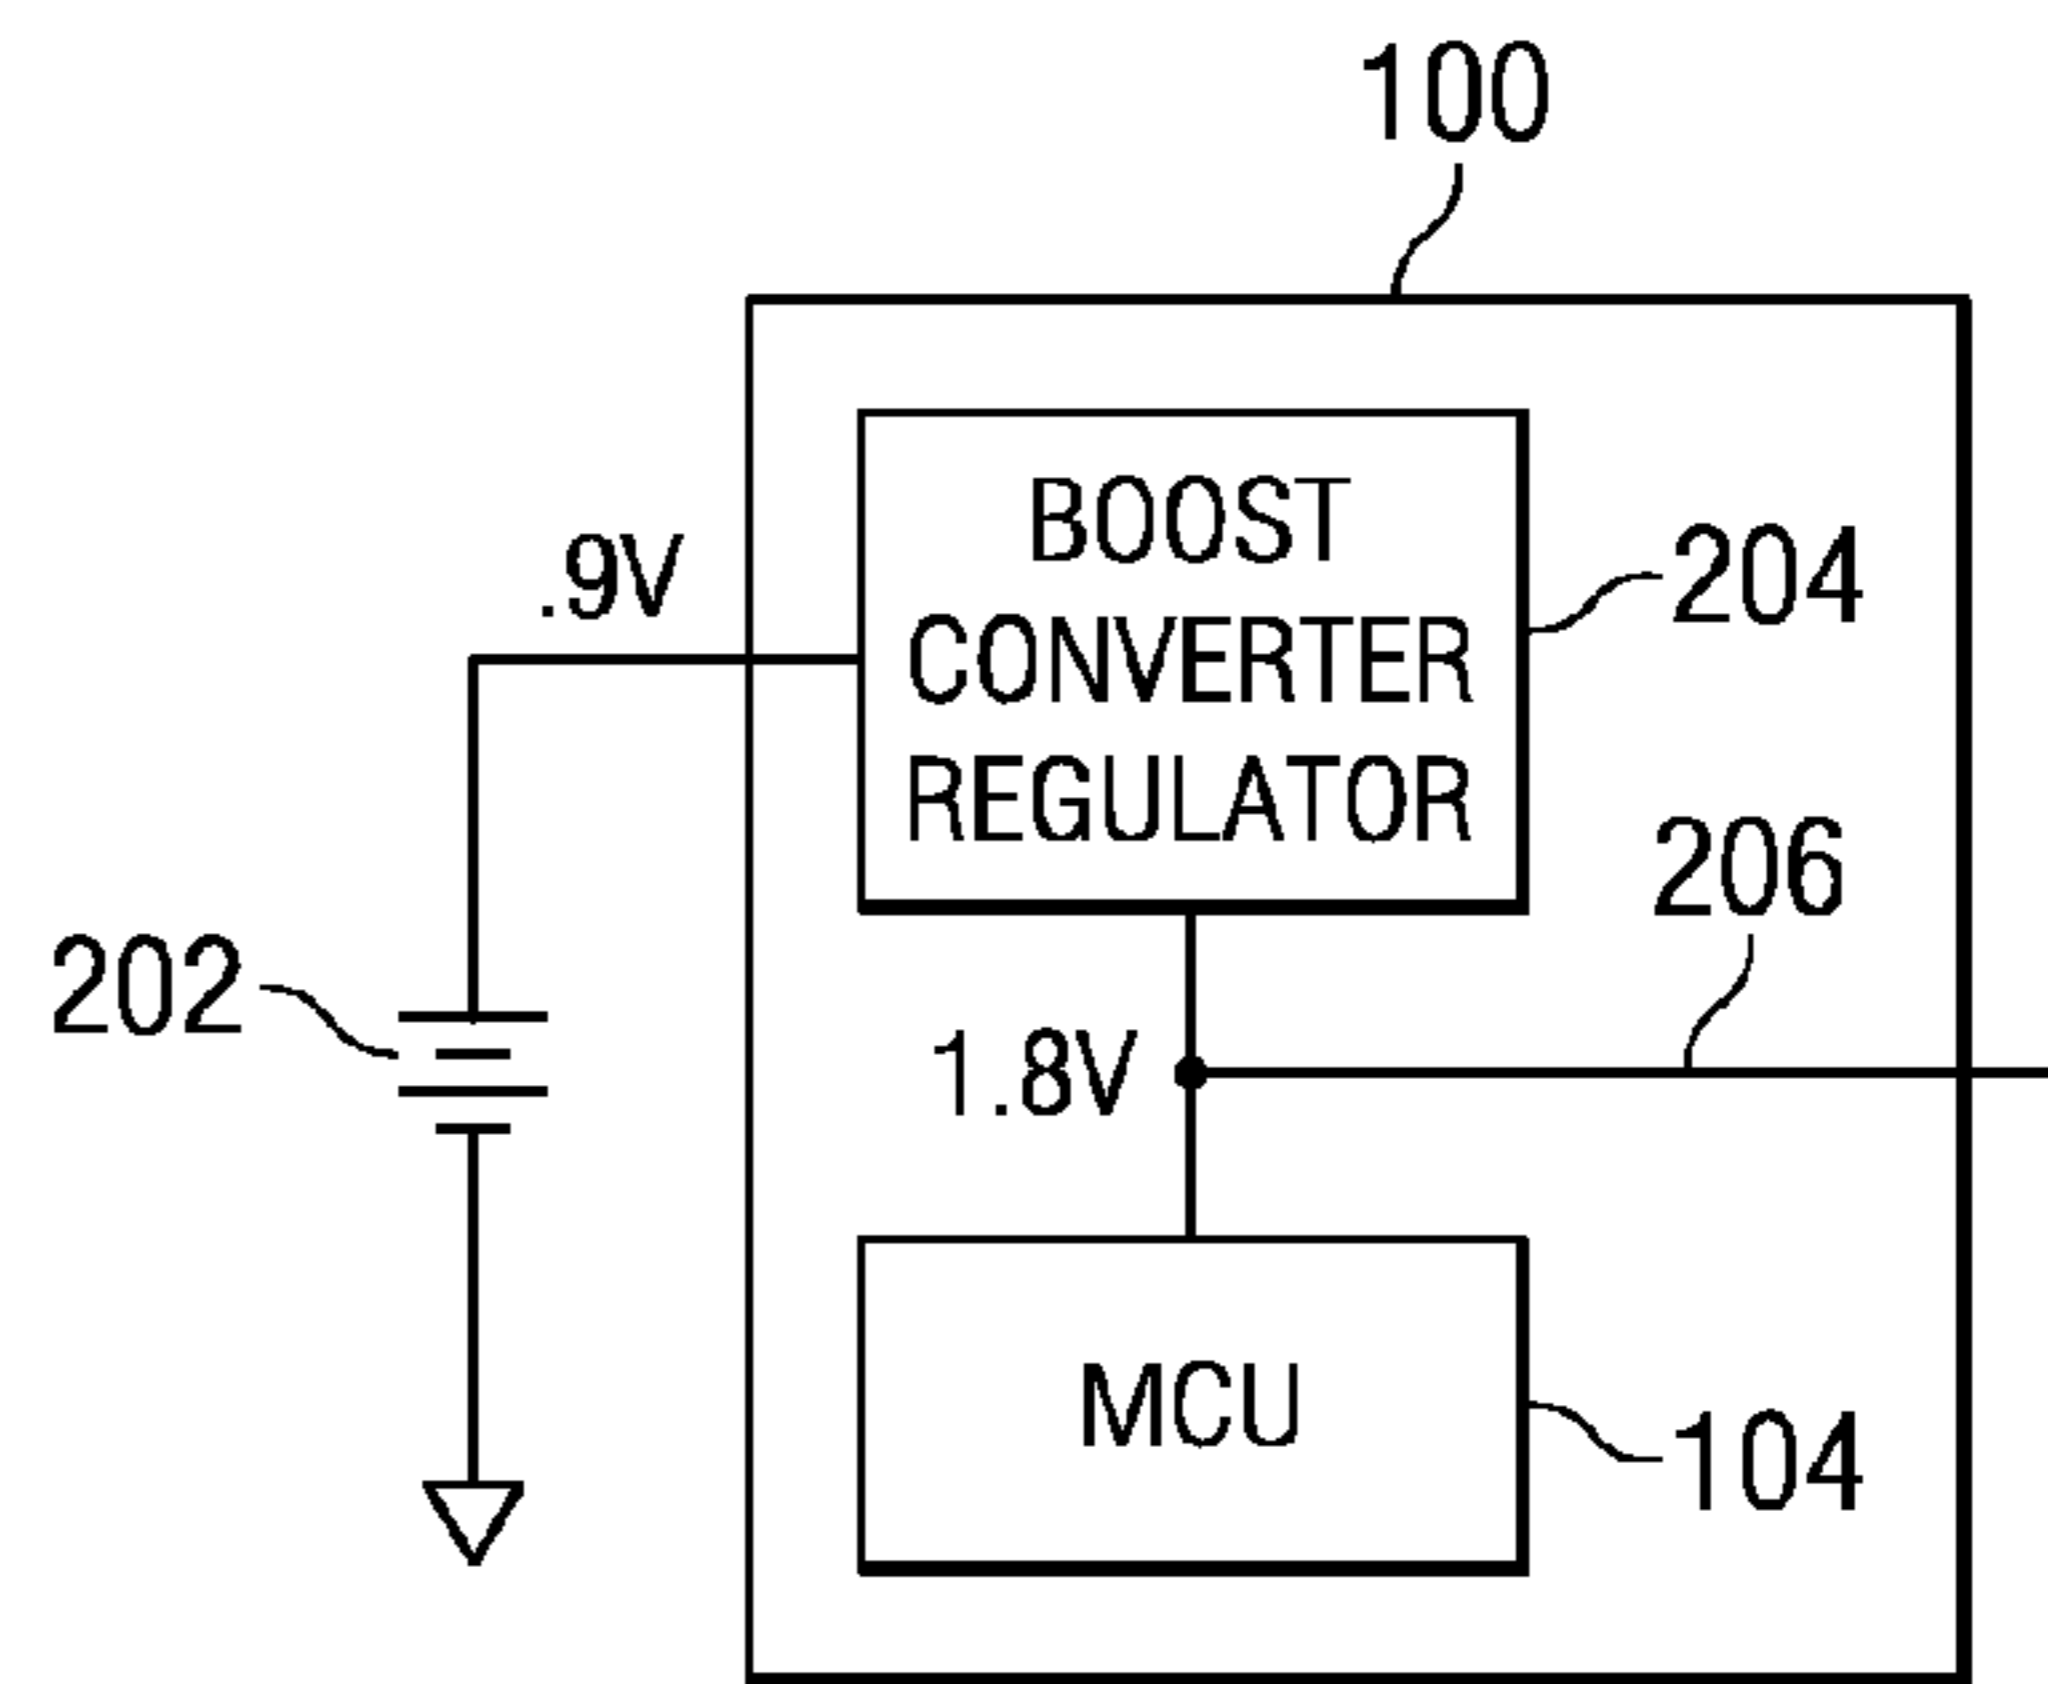 100
BOOST
CONVERTER
REGULATOR
.9V
204
206
202
1.8V
MCU
104